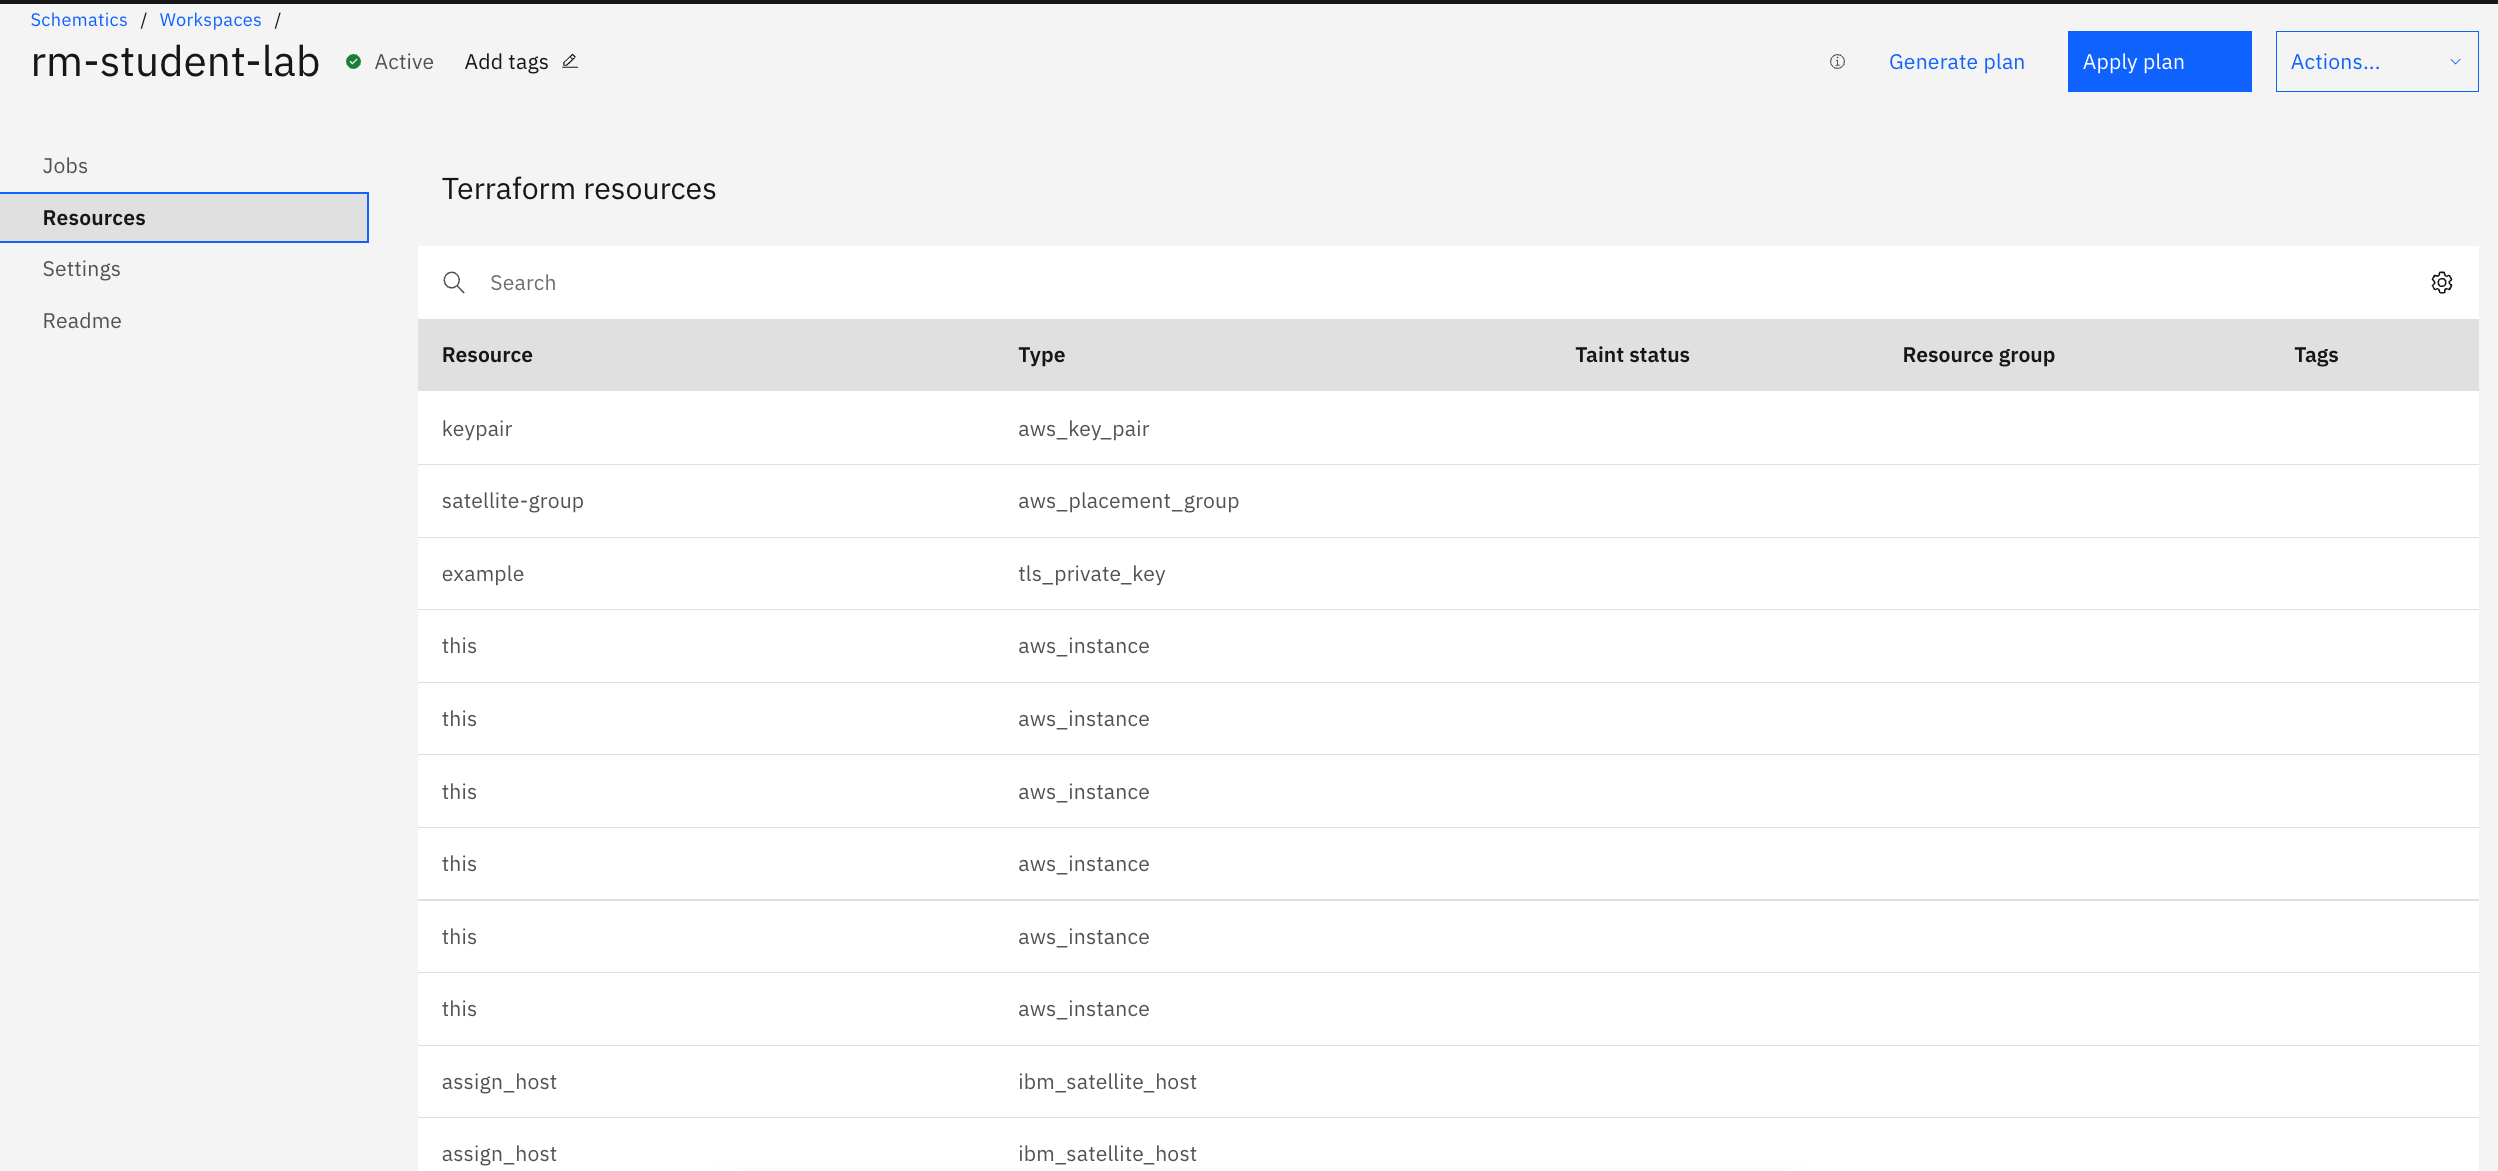 Schematics / Workspaces /
rm-student-lab Active Add tags Generate plan Apply plan Actions...
Jobs
Resources
Settings
Readme
Terraform resources
Search
Resource Type Taint status Resource group Tags
keypair aws_key_pair
satellite-group aws_placement_group
example tls_private_key
this aws_instance
this aws_instance
this aws_instance
this aws_instance
this aws_instance
this aws_instance
assign_host ibm_satellite_host
assign_host ibm_satellite_host